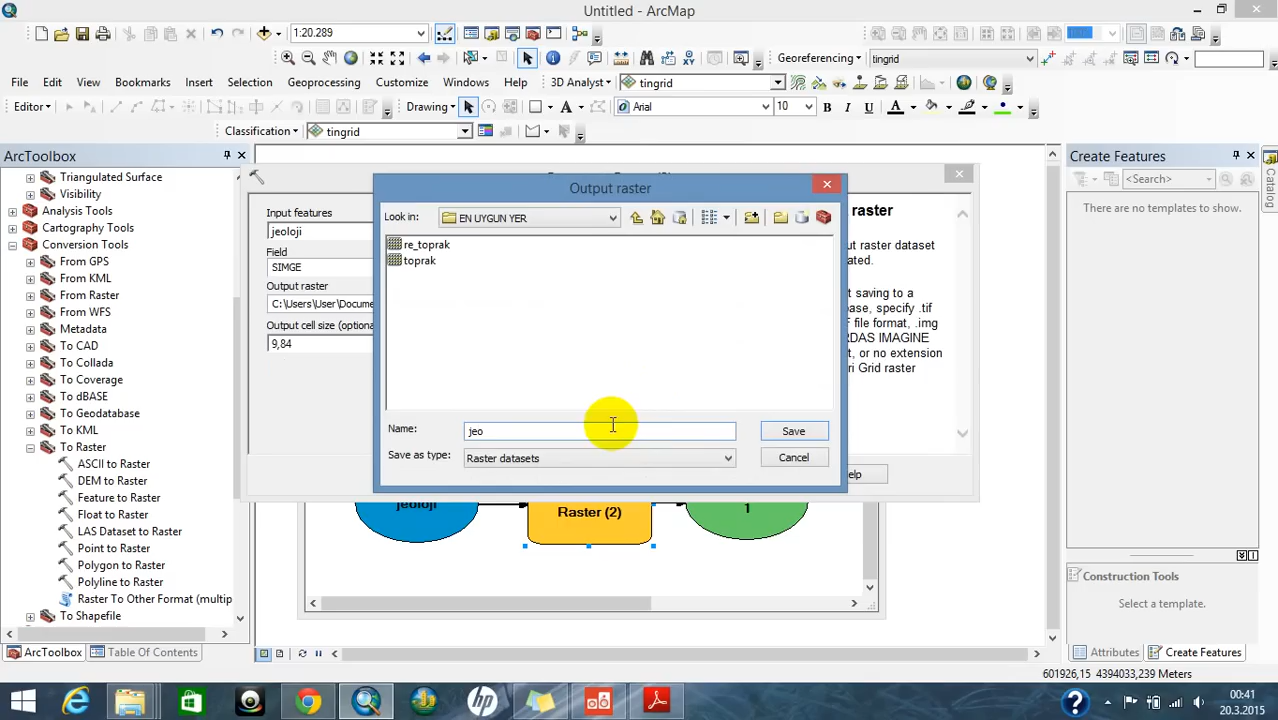 Untitled - ArcMap
1:20.289
Georeferencing
tingrid
File Edit View Bookmarks Insert Selection Geoprocessing Customize Windows Help
3D Analyst
tingrid
Editor
Drawing
Arial
10
B I U A
Classification
tingrid
ArcToolbox
Triangulated Surface
Visibility
Analysis Tools
Cartography Tools
Conversion Tools
From GPS
From KML
From Raster
From WFS
Metadata
To CAD
To Collada
To Coverage
To dBASE
To Geodatabase
To KML
To Raster
ASCII to Raster
DEM to Raster
Feature to Raster
Float to Raster
LAS Dataset to Raster
Point to Raster
Polygon to Raster
Polyline to Raster
Raster To Other Format (multip
To Shapefile
ArcToolbox
Table Of Contents
Input features
jeoloji
Field
SIMGE
Output raster
C:\Users\User\Docume
Output cell size (optiona
9,84
Output raster
Look in:
EN UYGUN YER
re_toprak
toprak
Name:
jeo
Save
Save as type:
Raster datasets
Cancel
raster
ut raster dataset
ated.
t saving to a
base, specify .tif
F file format, .img
RDAS IMAGINE
t, or no extension
ri Grid raster
elp
jeoloji
Raster (2)
1
Create Features
<Search>
There are no templates to show.
Construction Tools
Select a template.
Attributes
Create Features
Catalog
601926,15 4394033,239 Meters
00:41
20.3.2015